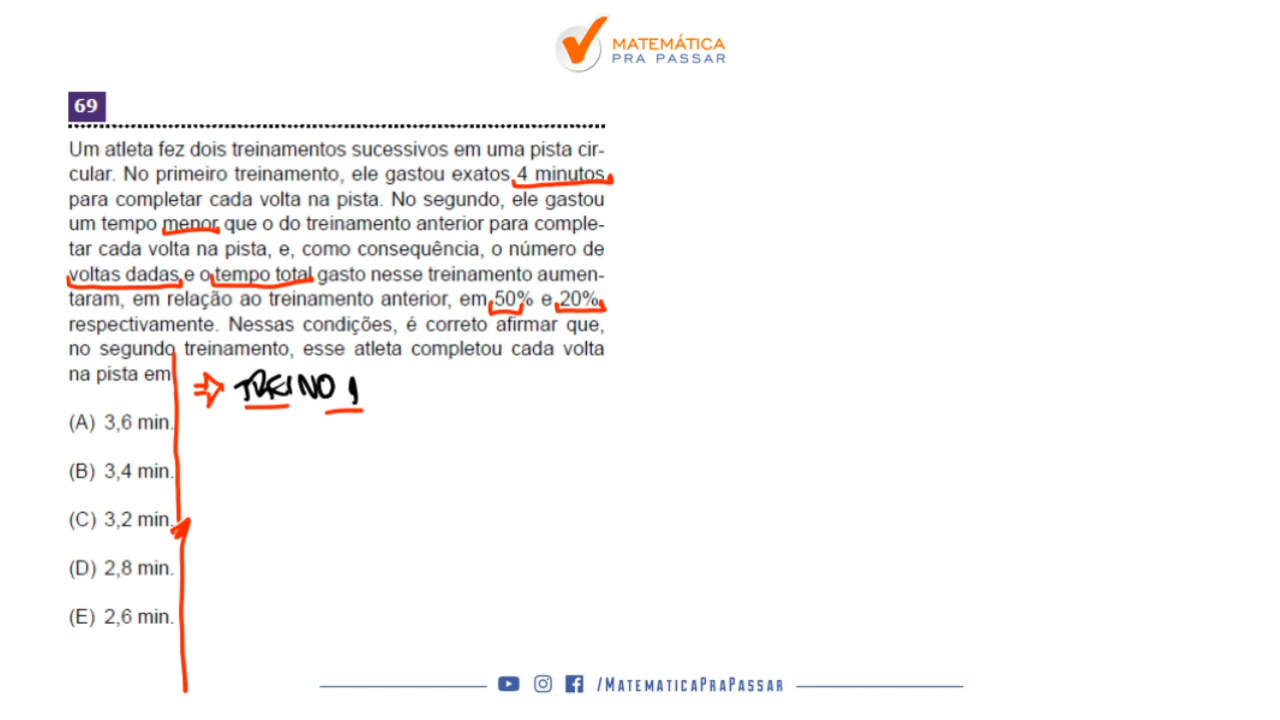 MATEMÁTICA
PRA PASSAR
69
Um atleta fez dois treinamentos sucessivos em uma pista cir-
cular. No primeiro treinamento, ele gastou exatos 4 minutos
para completar cada volta na pista. No segundo, ele gastou
um tempo menor que o do treinamento anterior para comple-
tar cada volta na pista, e, como consequência, o número de
voltas dadas e o tempo total gasto nesse treinamento aumen-
taram, em relação ao treinamento anterior, em 50% e 20%,
respectivamente. Nessas condições, é correto afirmar que,
no segundo treinamento, esse atleta completou cada volta
na pista em
⇒ TREINO 1
(A) 3,6 min.
(B) 3,4 min.
(C) 3,2 min.
(D) 2,8 min.
(E) 2,6 min.
/MATEMATICAPRAPASSAR